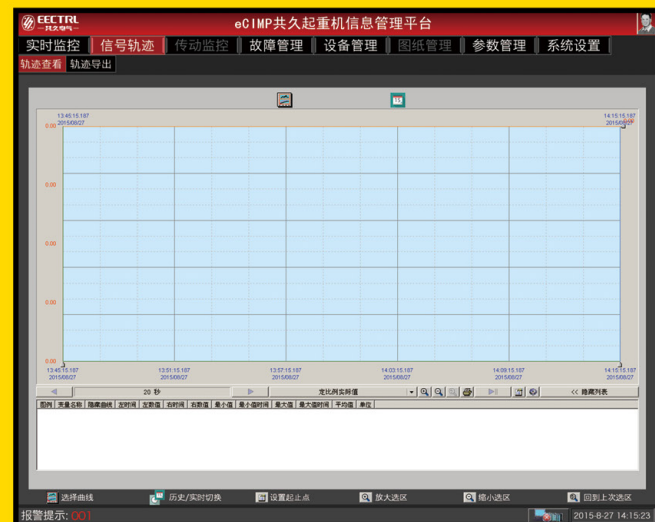 EECTRL
—共久电气—
eCIMP共久起重机信息管理平台
实时监控 信号轨迹 传动监控 故障管理 设备管理 图纸管理 参数管理 系统设置
轨迹查看 轨迹导出
13:45:15.187 14:15:15.187
2015/08/27 2015/08/27
0.00
0.00
0.00
0.00
0.00
13:45:15.187 13:51:15.187 13:57:15.187 14:03:15.187 14:09:15.187 14:15:15.187
2015/08/27 2015/08/27 2015/08/27 2015/08/27 2015/08/27 2015/08/27
20 秒 定比例实际值 << 隐藏列表
图例 变量名称 隐藏曲线 左时间 左数值 右时间 右数值 最小值 最小值时间 最大值 最大值时间 平均值 单位
选择曲线 历史/实时切换 设置起止点 放大选区 缩小选区 回到上次选区
报警提示: 001 2015-8-27 14:15:23